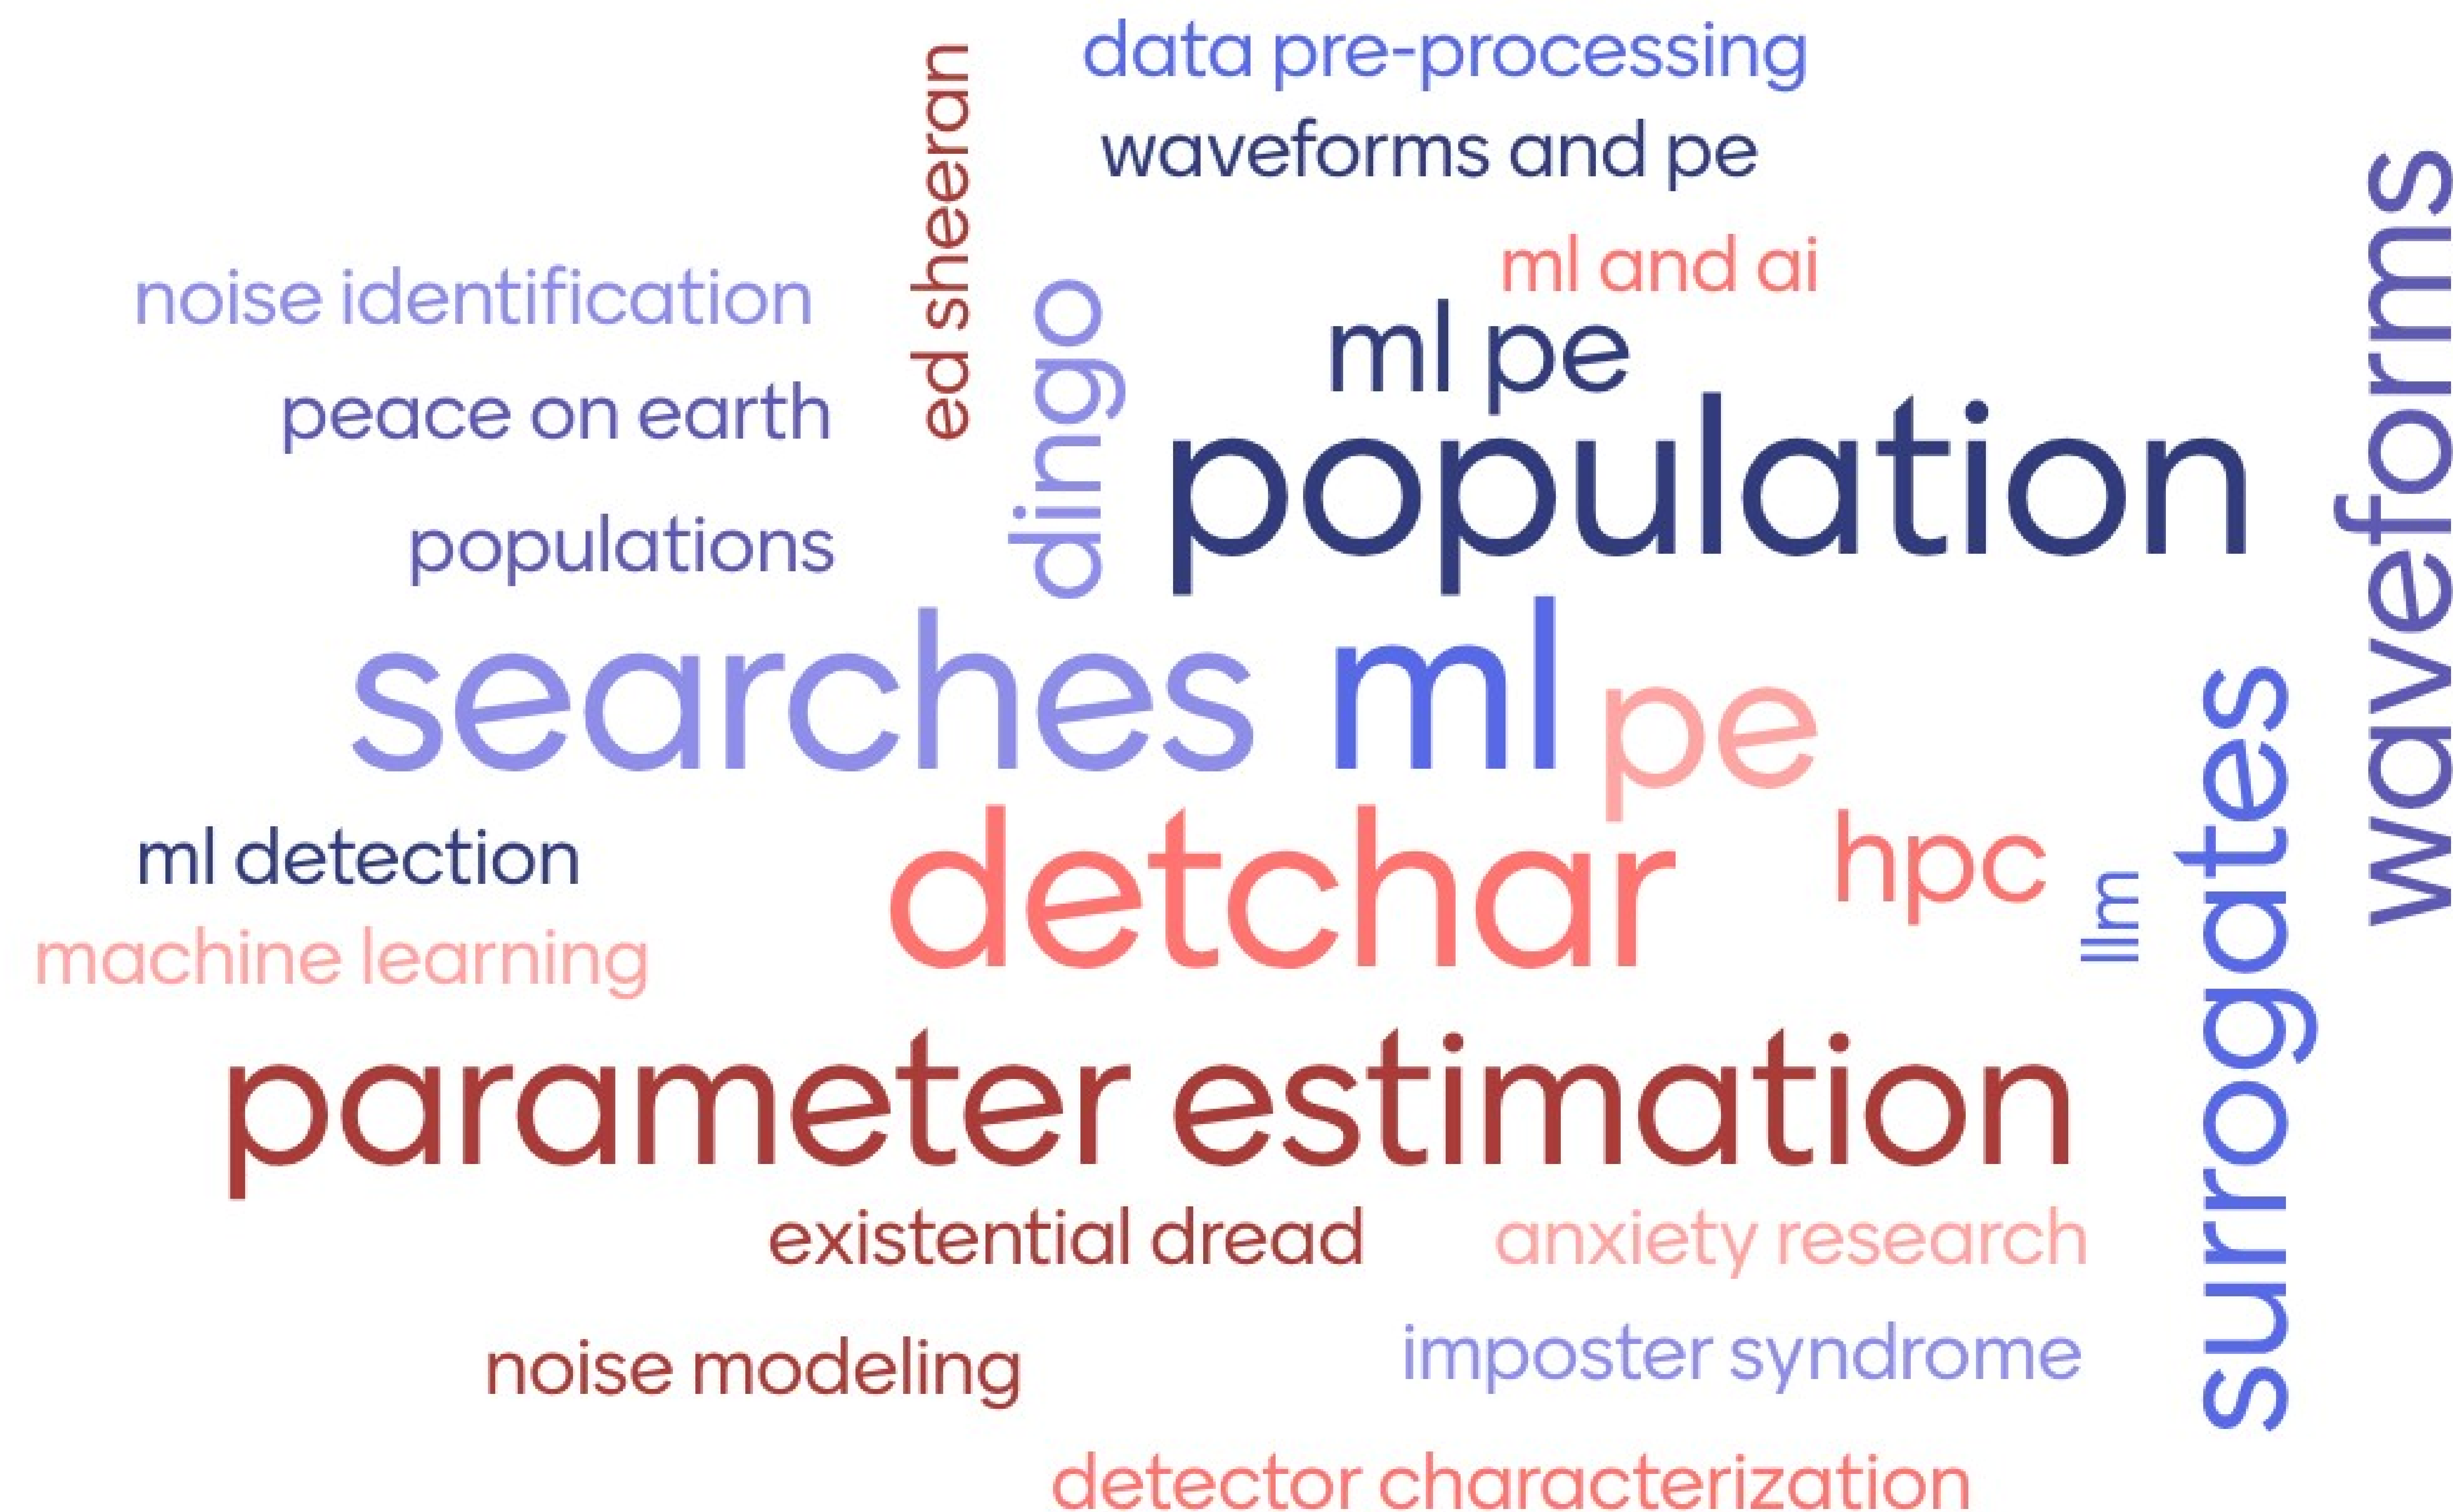 data pre-processing
ed sheeran
waveforms and pe
waveforms
ml and ai
noise identification
dingo
ml pe
peace on earth
population
populations
searches
ml
pe
surrogates
ml detection
detchar
hpc
llm
machine learning
parameter estimation
existential dread
anxiety research
noise modeling
imposter syndrome
detector characterization